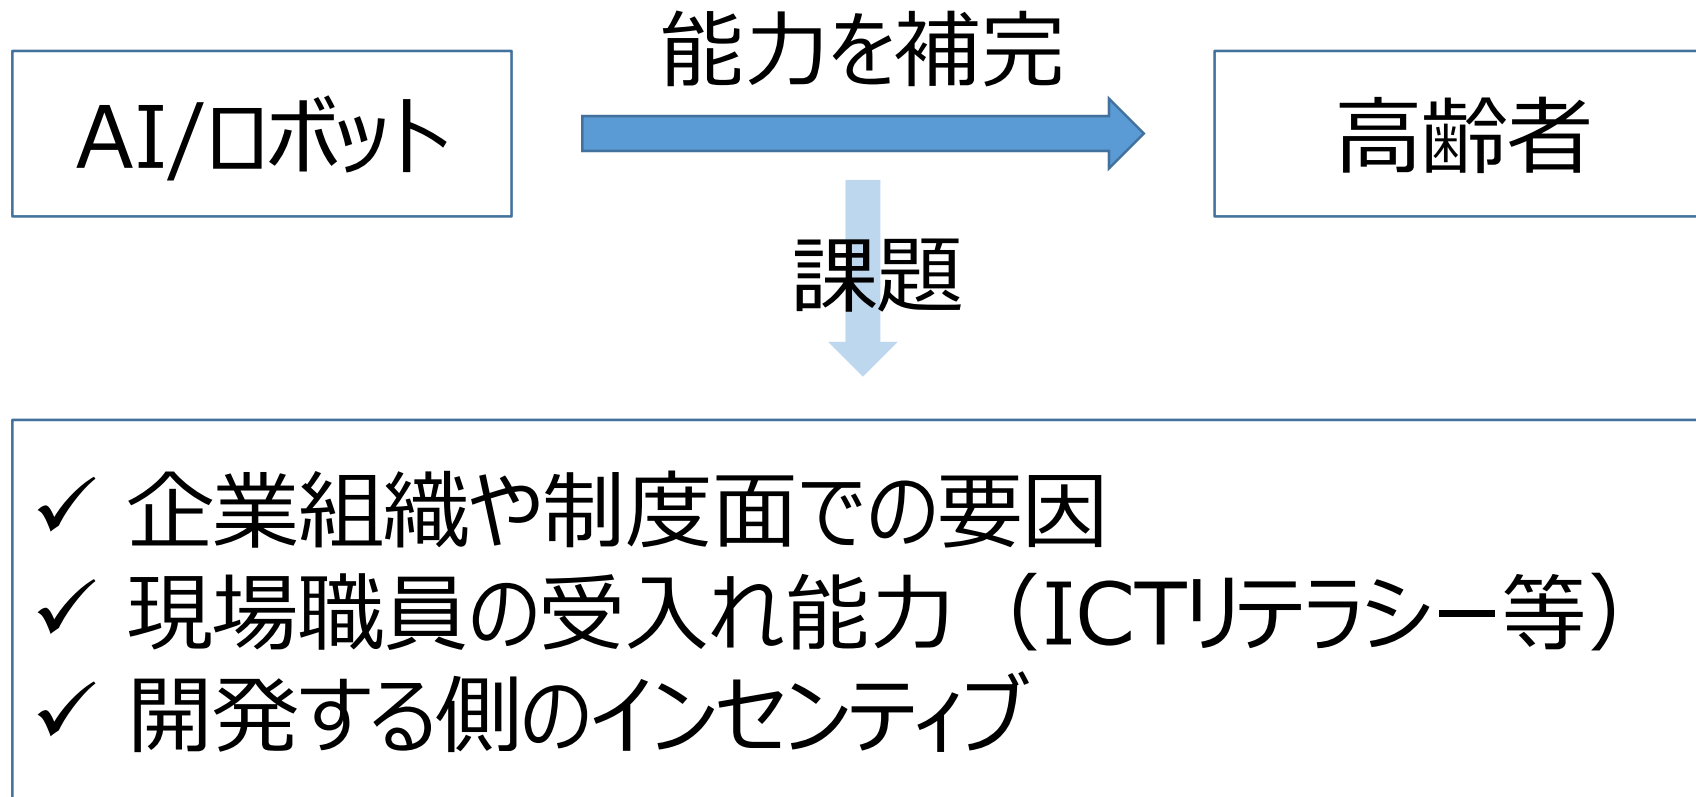 能力を補完
AI/ロボット
高齢者
課題
✓ 企業組織や制度面での要因
✓ 現場職員の受入れ能力（ICTリテラシー等）
✓ 開発する側のインセンティブ